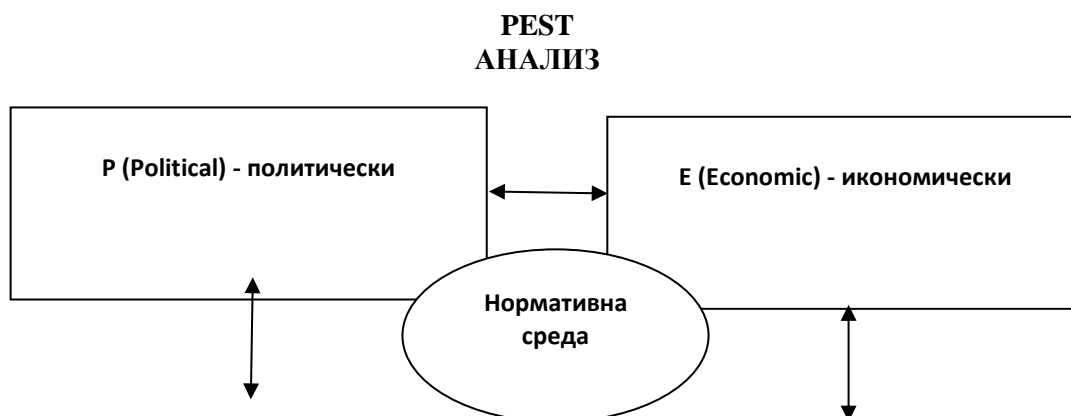 PEST
АНАЛИЗ
P (Political) - политически
E (Economic) - икономически
Нормативна
среда